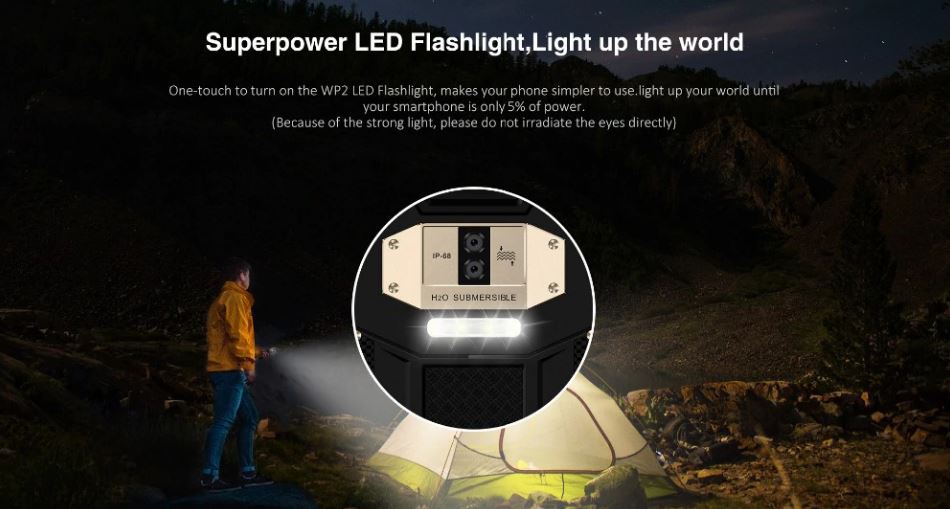 Superpower LED Flashlight,Light up the world
One-touch to turn on the WP2 LED Flashlight, makes your phone simpler to use.light up your world until
your smartphone is only 5% of power.
(Because of the strong light, please do not irradiate the eyes directly)
IP-68
H2O SUBMERSIBLE